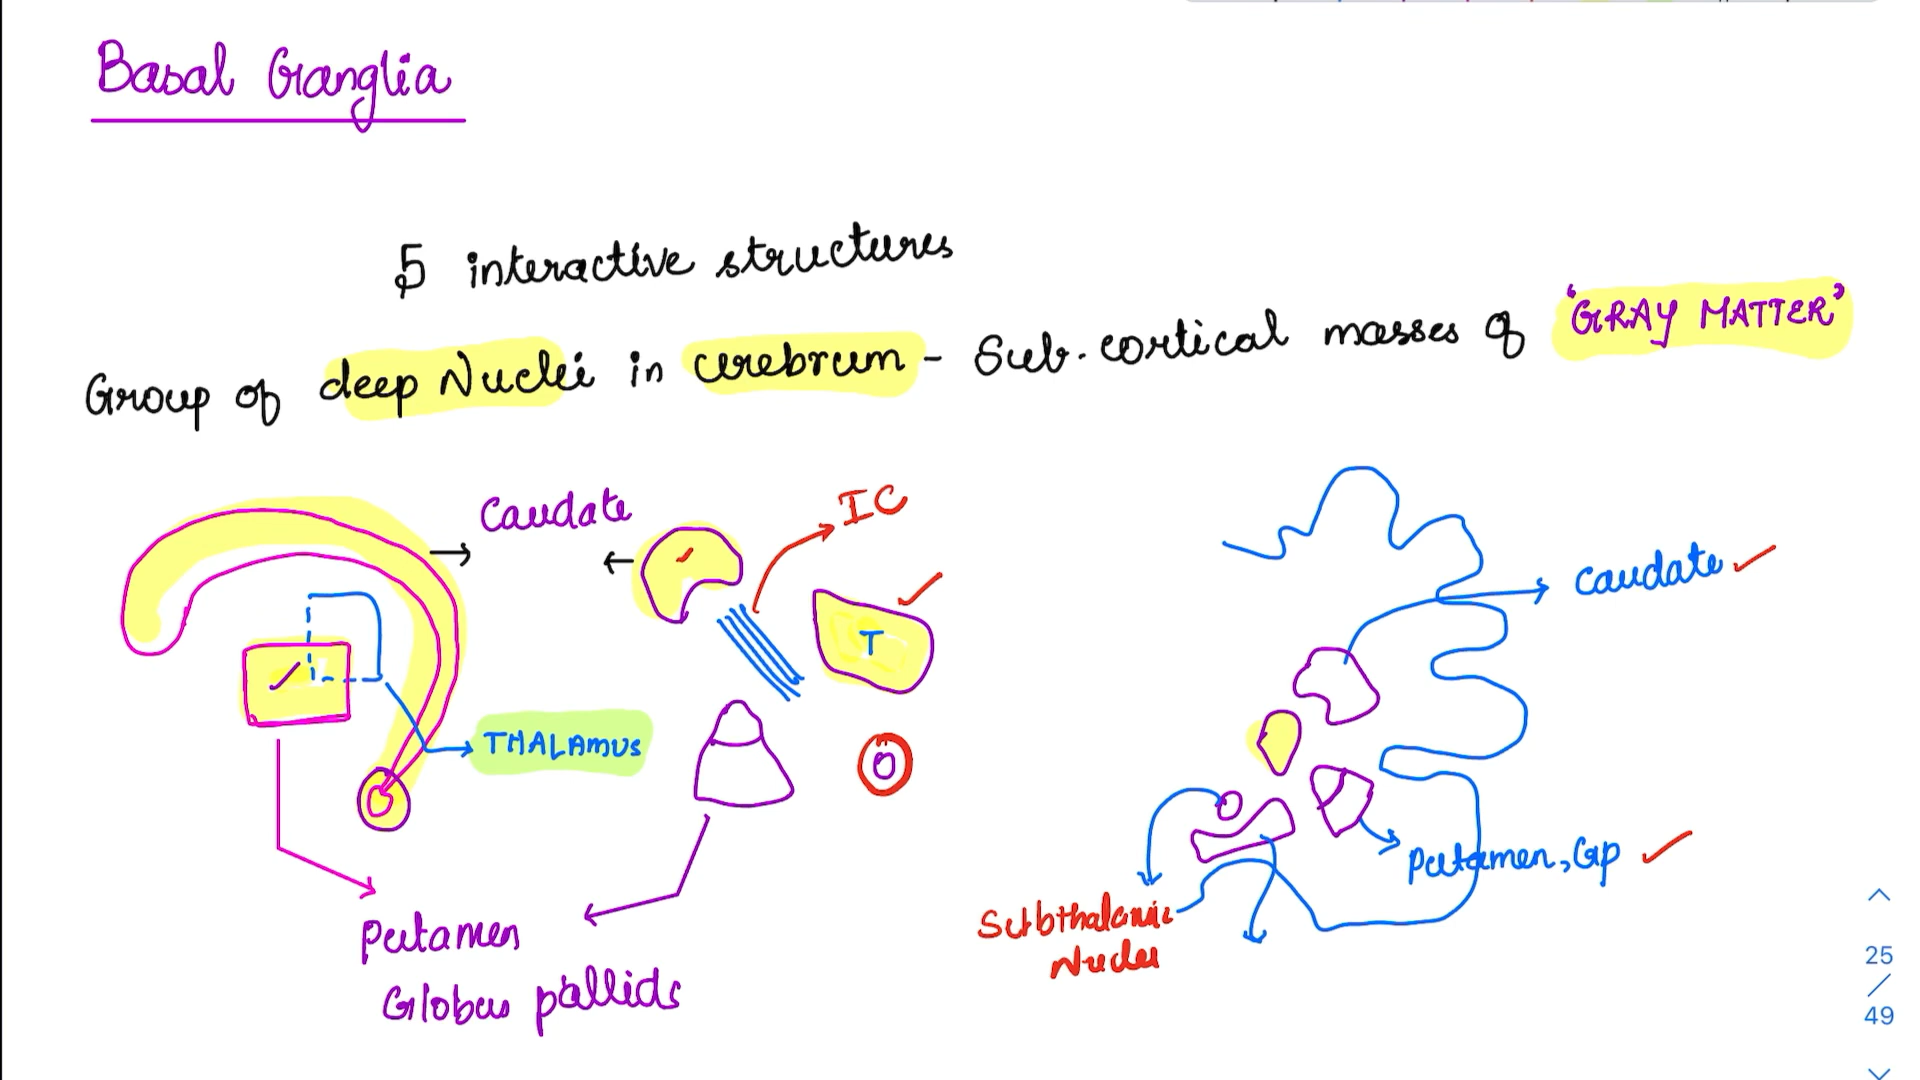 Basal Ganglia
5 interactive structures
Group of deep Nuclei in cerebrum - Sub-cortical masses of "GRAY MATTER"
Caudate
IC
caudate
T
THALAMUS
Putamen, Gp
Putamen
Globus pallids
Subthalamic
Nuclei
25
/
49